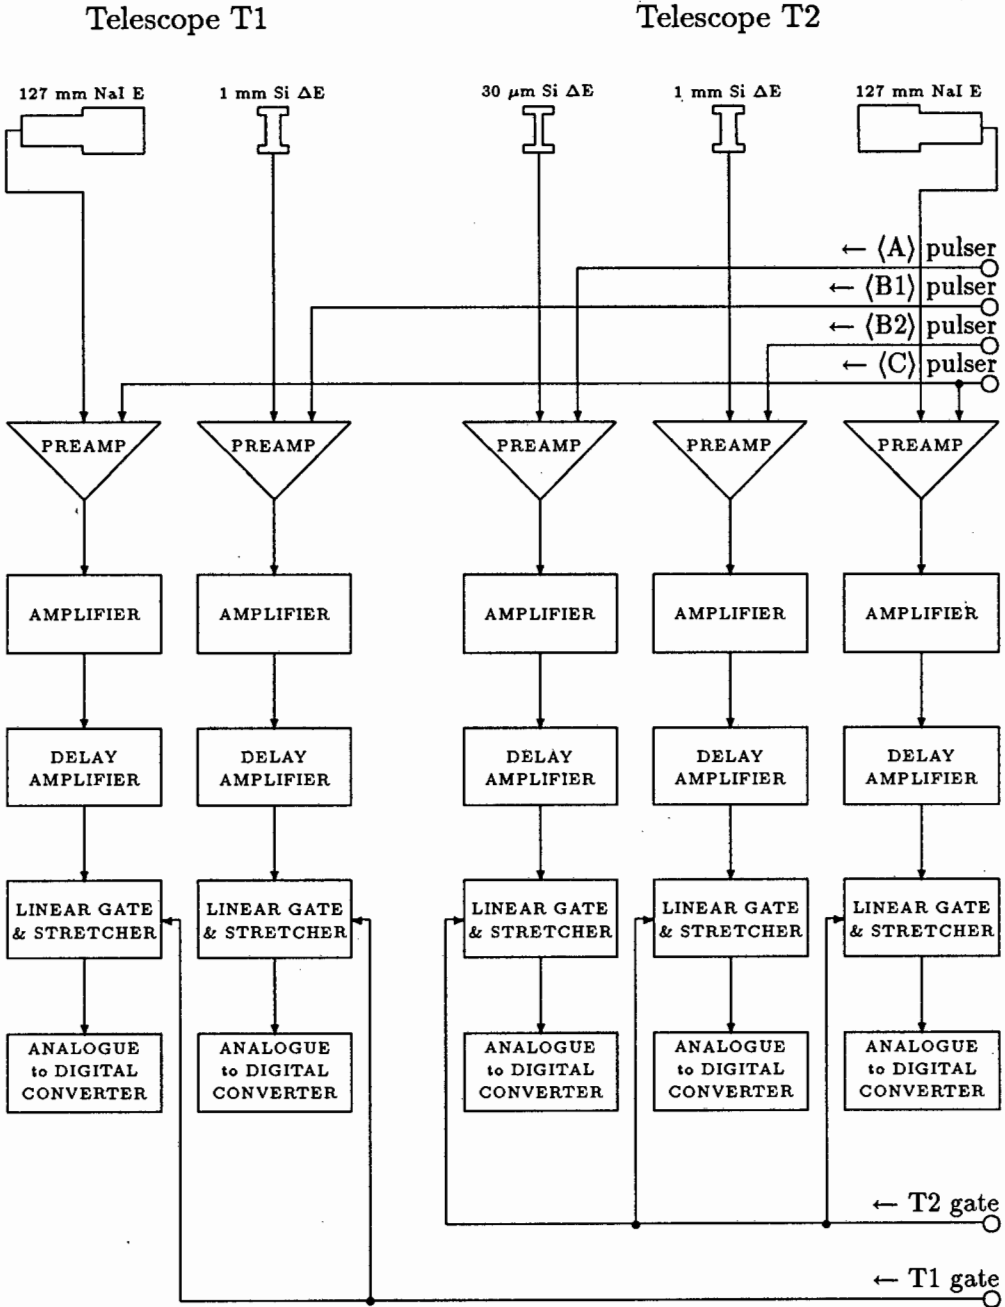 Telescope T1
Telescope T2
127 mm NaI E
1 mm Si ΔE
30 μm Si ΔE
1 mm Si ΔE
127 mm NaI E
← ⟨A⟩ pulser
← ⟨B1⟩ pulser
← ⟨B2⟩ pulser
← ⟨C⟩ pulser
PREAMP
PREAMP
PREAMP
PREAMP
PREAMP
AMPLIFIER
AMPLIFIER
AMPLIFIER
AMPLIFIER
AMPLIFIER
DELAY
AMPLIFIER
DELAY
AMPLIFIER
DELAY
AMPLIFIER
DELAY
AMPLIFIER
DELAY
AMPLIFIER
LINEAR GATE
& STRETCHER
LINEAR GATE
& STRETCHER
LINEAR GATE
& STRETCHER
LINEAR GATE
& STRETCHER
LINEAR GATE
& STRETCHER
ANALOGUE
to DIGITAL
CONVERTER
ANALOGUE
to DIGITAL
CONVERTER
ANALOGUE
to DIGITAL
CONVERTER
ANALOGUE
to DIGITAL
CONVERTER
ANALOGUE
to DIGITAL
CONVERTER
← T2 gate
← T1 gate